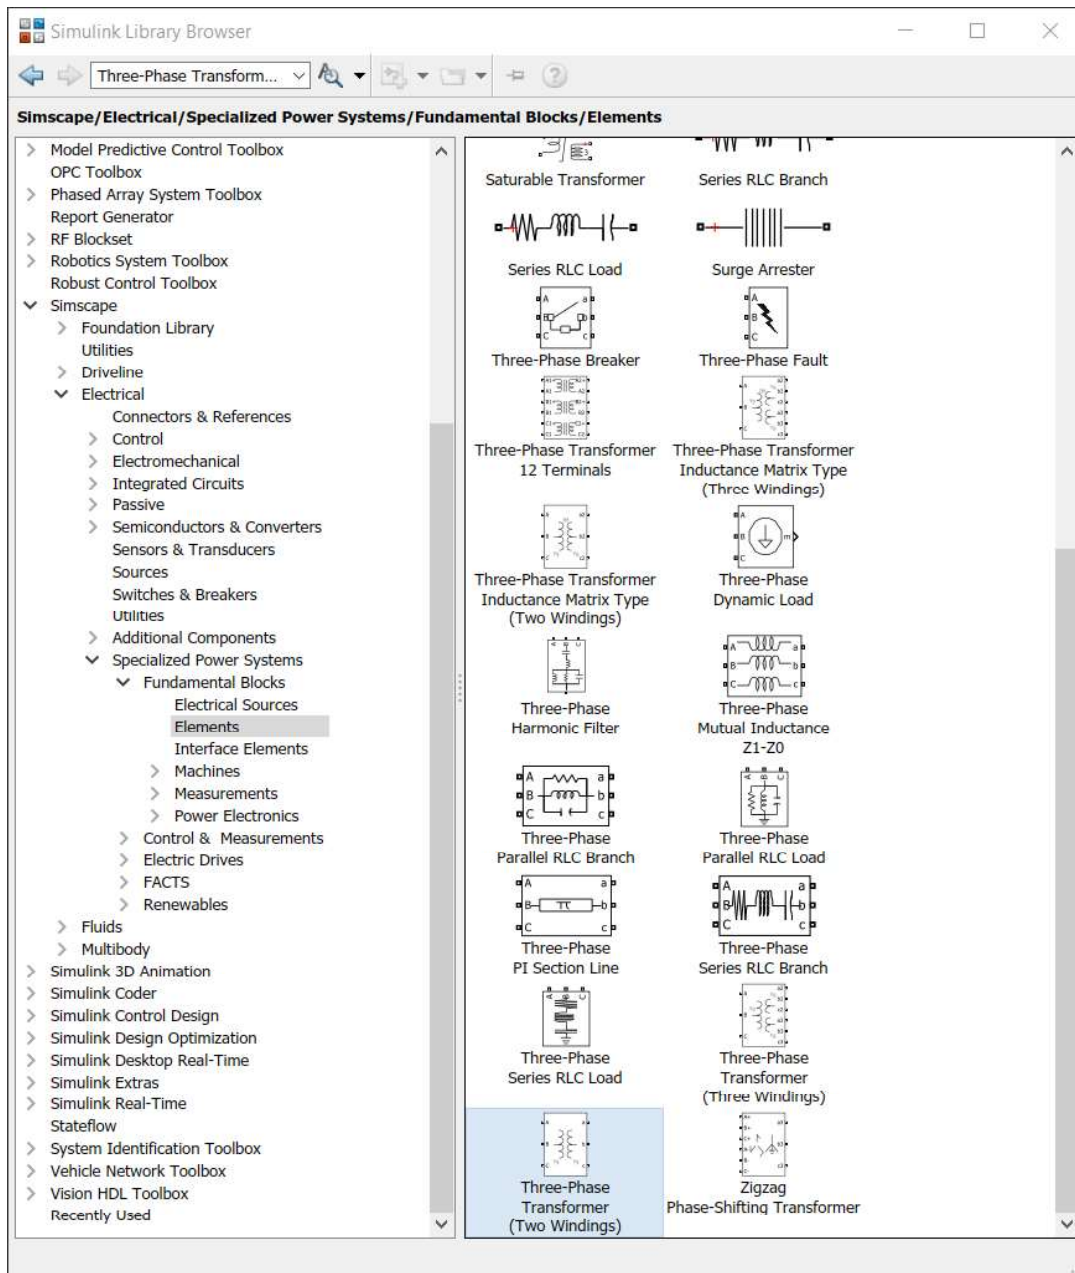 Simulink Library Browser
Three-Phase Transform...
Simscape/Electrical/Specialized Power Systems/Fundamental Blocks/Elements
Model Predictive Control Toolbox
OPC Toolbox
Phased Array System Toolbox
Report Generator
RF Blockset
Robotics System Toolbox
Robust Control Toolbox
Simscape
Foundation Library
Utilities
Driveline
Electrical
Connectors & References
Control
Electromechanical
Integrated Circuits
Passive
Semiconductors & Converters
Sensors & Transducers
Sources
Switches & Breakers
Utilities
Additional Components
Specialized Power Systems
Fundamental Blocks
Electrical Sources
Elements
Interface Elements
Machines
Measurements
Power Electronics
Control & Measurements
Electric Drives
FACTS
Renewables
Fluids
Multibody
Simulink 3D Animation
Simulink Coder
Simulink Control Design
Simulink Design Optimization
Simulink Desktop Real-Time
Simulink Extras
Simulink Real-Time
Stateflow
System Identification Toolbox
Vehicle Network Toolbox
Vision HDL Toolbox
Recently Used
Saturable Transformer
Series RLC Branch
Series RLC Load
Surge Arrester
A a
B b
C c
Three-Phase Breaker
A
B
C
Three-Phase Fault
Three-Phase Transformer
12 Terminals
Three-Phase Transformer
Inductance Matrix Type
(Three Windings)
Three-Phase Transformer
Inductance Matrix Type
(Two Windings)
A
B m
C
Three-Phase
Dynamic Load
A B C
Three-Phase
Harmonic Filter
A a
B b
C c
Three-Phase
Mutual Inductance
Z1-Z0
A a
B b
C c
Three-Phase
Parallel RLC Branch
A B C
Three-Phase
Parallel RLC Load
A a
B π b
C c
Three-Phase
PI Section Line
A a
B b
C c
Three-Phase
Series RLC Branch
A B C
Three-Phase
Series RLC Load
Three-Phase
Transformer
(Three Windings)
Three-Phase
Transformer
(Two Windings)
Zigzag
Phase-Shifting Transformer